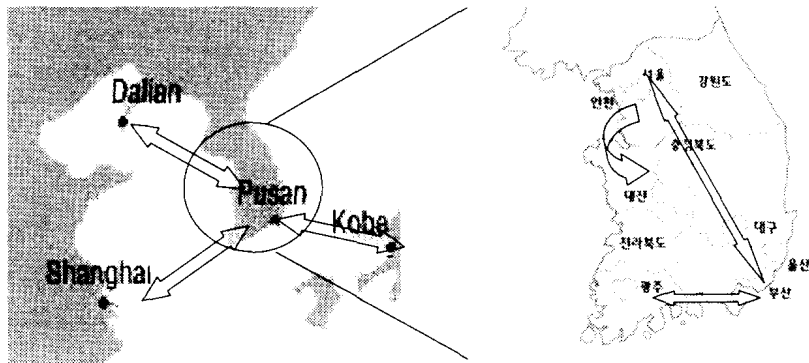 Dalian
Pusan
Kobe
Shanghai
서울
강원도
인천
충청북도
대전
대구
전라북도
울산
광주
부산